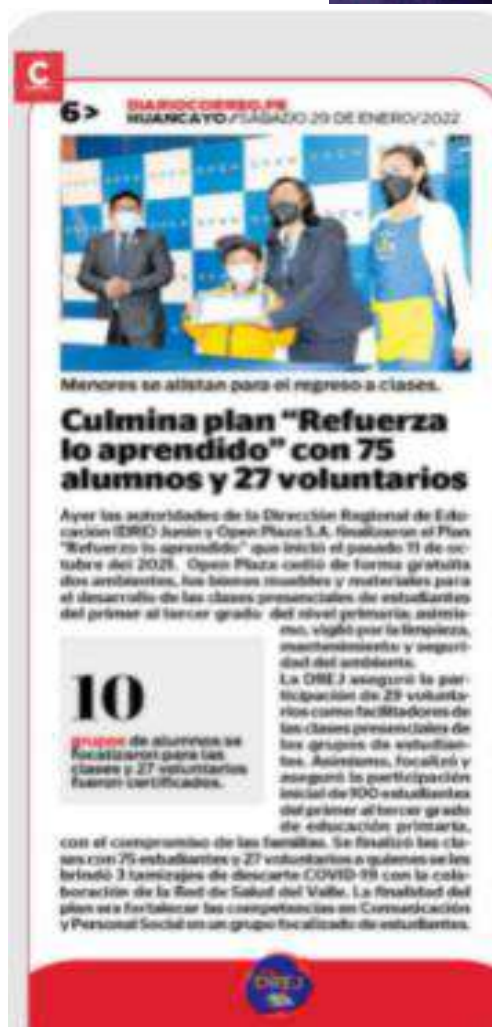 C
6>
DIARIOCORREO.PE
HUANCAYO/SÁBADO 29 DE ENERO/2022
Menores se alistan para el regreso a clases.
Culmina plan “Refuerza
lo aprendido” con 75
alumnos y 27 voluntarios
Ayer las autoridades de la Dirección Regional de Edu-
cación (DRE) Junín y Open Plaza S.A. finalizaron el Plan
“Refuerzo lo aprendido” que inició el pasado 11 de oc-
tubre del 2021. Open Plaza cedió de forma gratuita
dos ambientes, los bienes muebles y materiales para
el desarrollo de las clases presenciales de estudiantes
del primer al tercer grado del nivel primaria; asimis-
mo, vigiló por la limpieza,
mantenimiento y seguri-
dad del ambiente.
La DREJ aseguró la par-
ticipación de 29 volunta-
rios como facilitadores de
las clases presenciales de
los grupos de estudian-
tes. Asimismo, focalizó y
aseguró la participación
inicial de 100 estudiantes
del primer al tercer grado
de educación primaria,
con el compromiso de las familias. Se finalizó las cla-
ses con 75 estudiantes y 27 voluntarios a quienes se les
brindó 3 tamizajes de descarte COVID-19 con la cola-
boración de la Red de Salud del Valle. La finalidad del
plan era fortalecer las competencias en Comunicación
y Personal Social en un grupo focalizado de estudiantes.
10
grupos de alumnos se
focalizaron para las
clases y 27 voluntarios
fueron certificados.
DREJ